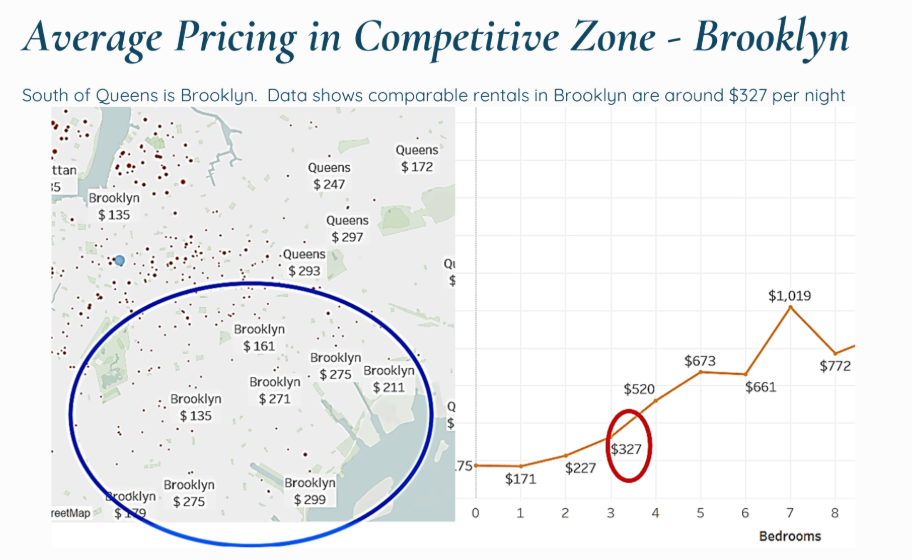 Average Pricing in Competitive Zone - Brooklyn
South of Queens is Brooklyn.  Data shows comparable rentals in Brooklyn are around $327 per night
ttan
Brooklyn
$ 135
Queens
$ 247
Queens
$ 172
Queens
$ 297
Queens
$ 293
Brooklyn
$ 161
Brooklyn
$ 275
Brooklyn
$ 211
Brooklyn
$ 271
Brooklyn
$ 135
Brooklyn
$ 179
Brooklyn
$ 275
Brooklyn
$ 299
reetMap
75
$171
$227
$327
$520
$673
$661
$1,019
$772
0 1 2 3 4 5 6 7 8
Bedrooms